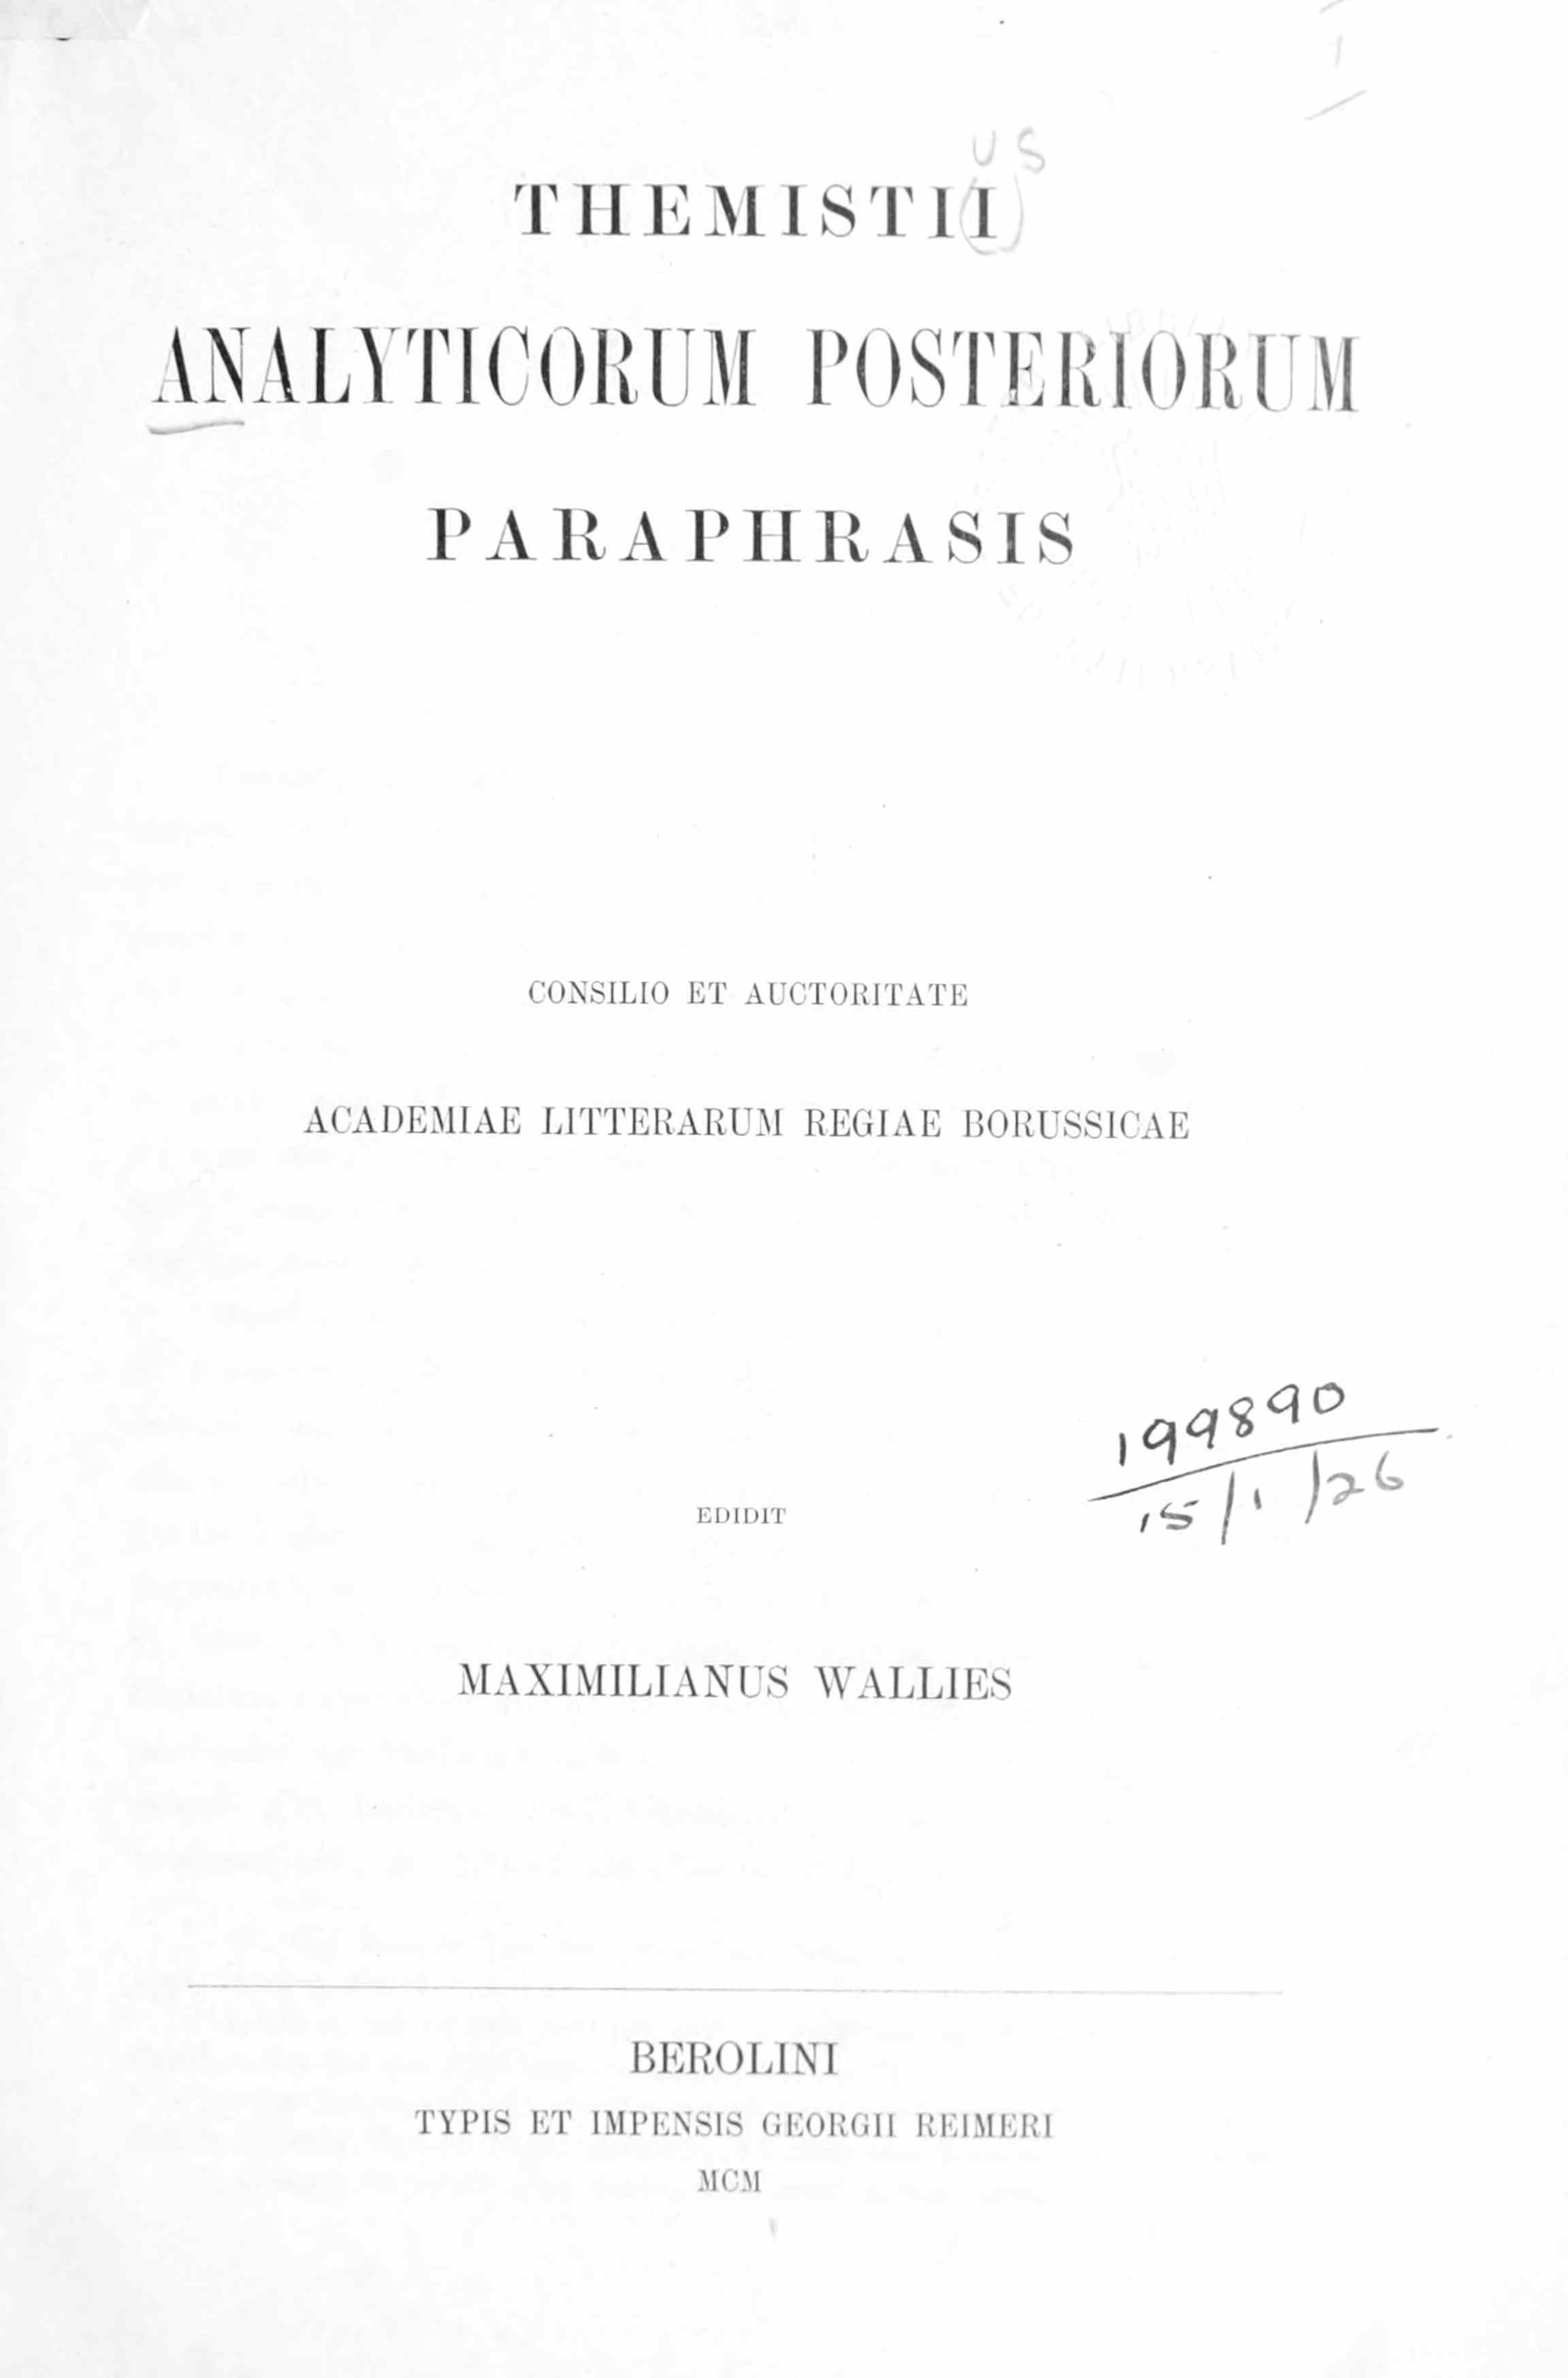 US
THEMISTII
ANALYTICORUM POSTERIORUM
PARAPHRASIS
CONSILIO ET AUCTORITATE
ACADEMIAE LITTERARUM REGIAE BORUSSICAE
199890
15/1/26
EDIDIT
MAXIMILIANUS WALLIES
BEROLINI
TYPIS ET IMPENSIS GEORGII REIMERI
MCM